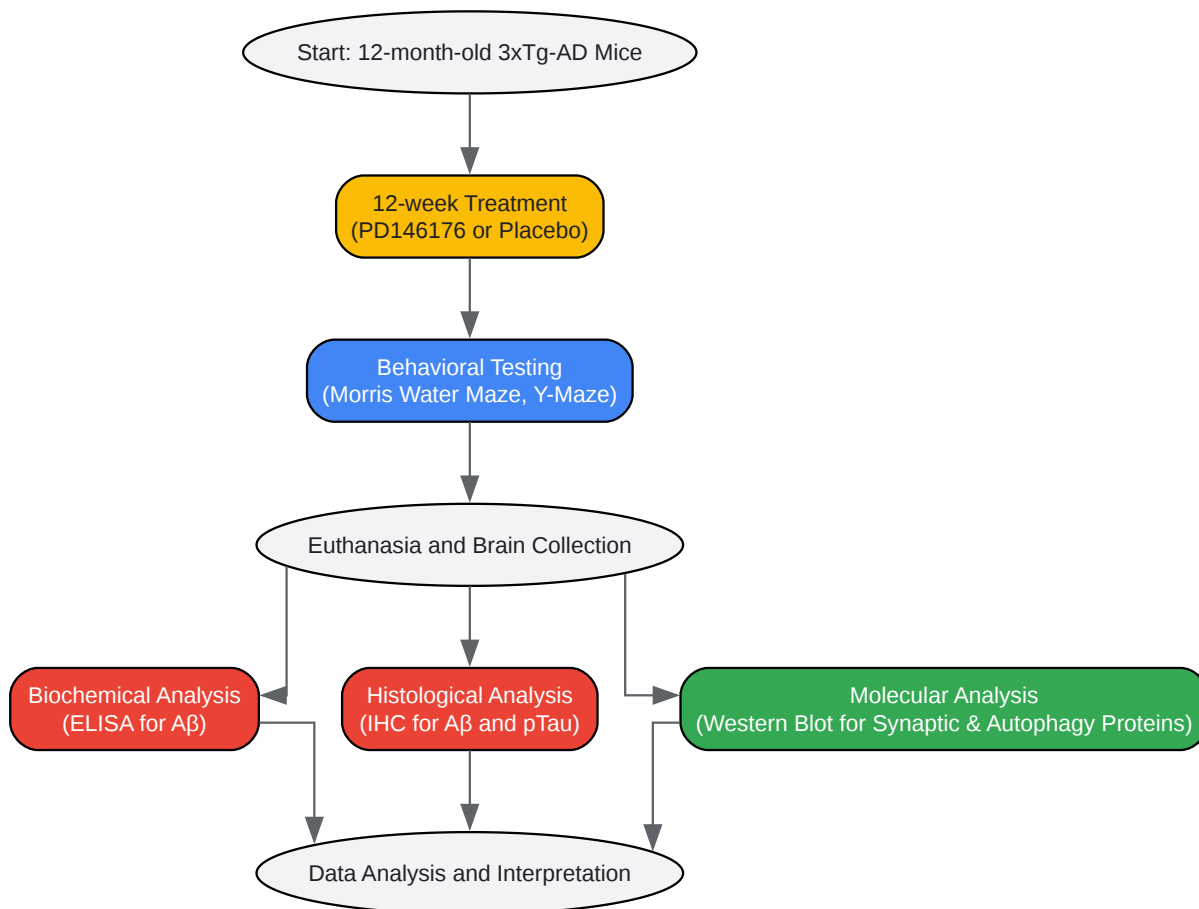 Start: 12-month-old 3xTg-AD Mice
12-week Treatment
(PD146176 or Placebo)
Behavioral Testing
(Morris Water Maze, Y-Maze)
Euthanasia and Brain Collection
Biochemical Analysis
(ELISA for Aβ)
Histological Analysis
(IHC for Aβ and pTau)
Molecular Analysis
(Western Blot for Synaptic & Autophagy Proteins)
Data Analysis and Interpretation